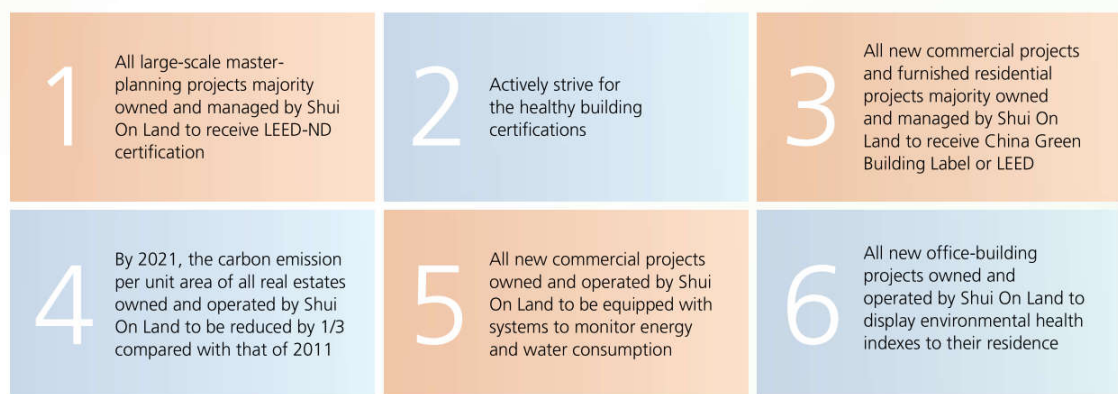 1
All large-scale master-
planning projects majority
owned and managed by Shui
On Land to receive LEED-ND
certification
2
Actively strive for
the healthy building
certifications
3
All new commercial projects
and furnished residential
projects majority owned
and managed by Shui On
Land to receive China Green
Building Label or LEED
4
By 2021, the carbon emission
per unit area of all real estates
owned and operated by Shui
On Land to be reduced by 1/3
compared with that of 2011
5
All new commercial projects
owned and operated by Shui
On Land to be equipped with
systems to monitor energy
and water consumption
6
All new office-building
projects owned and
operated by Shui On Land to
display environmental health
indexes to their residence